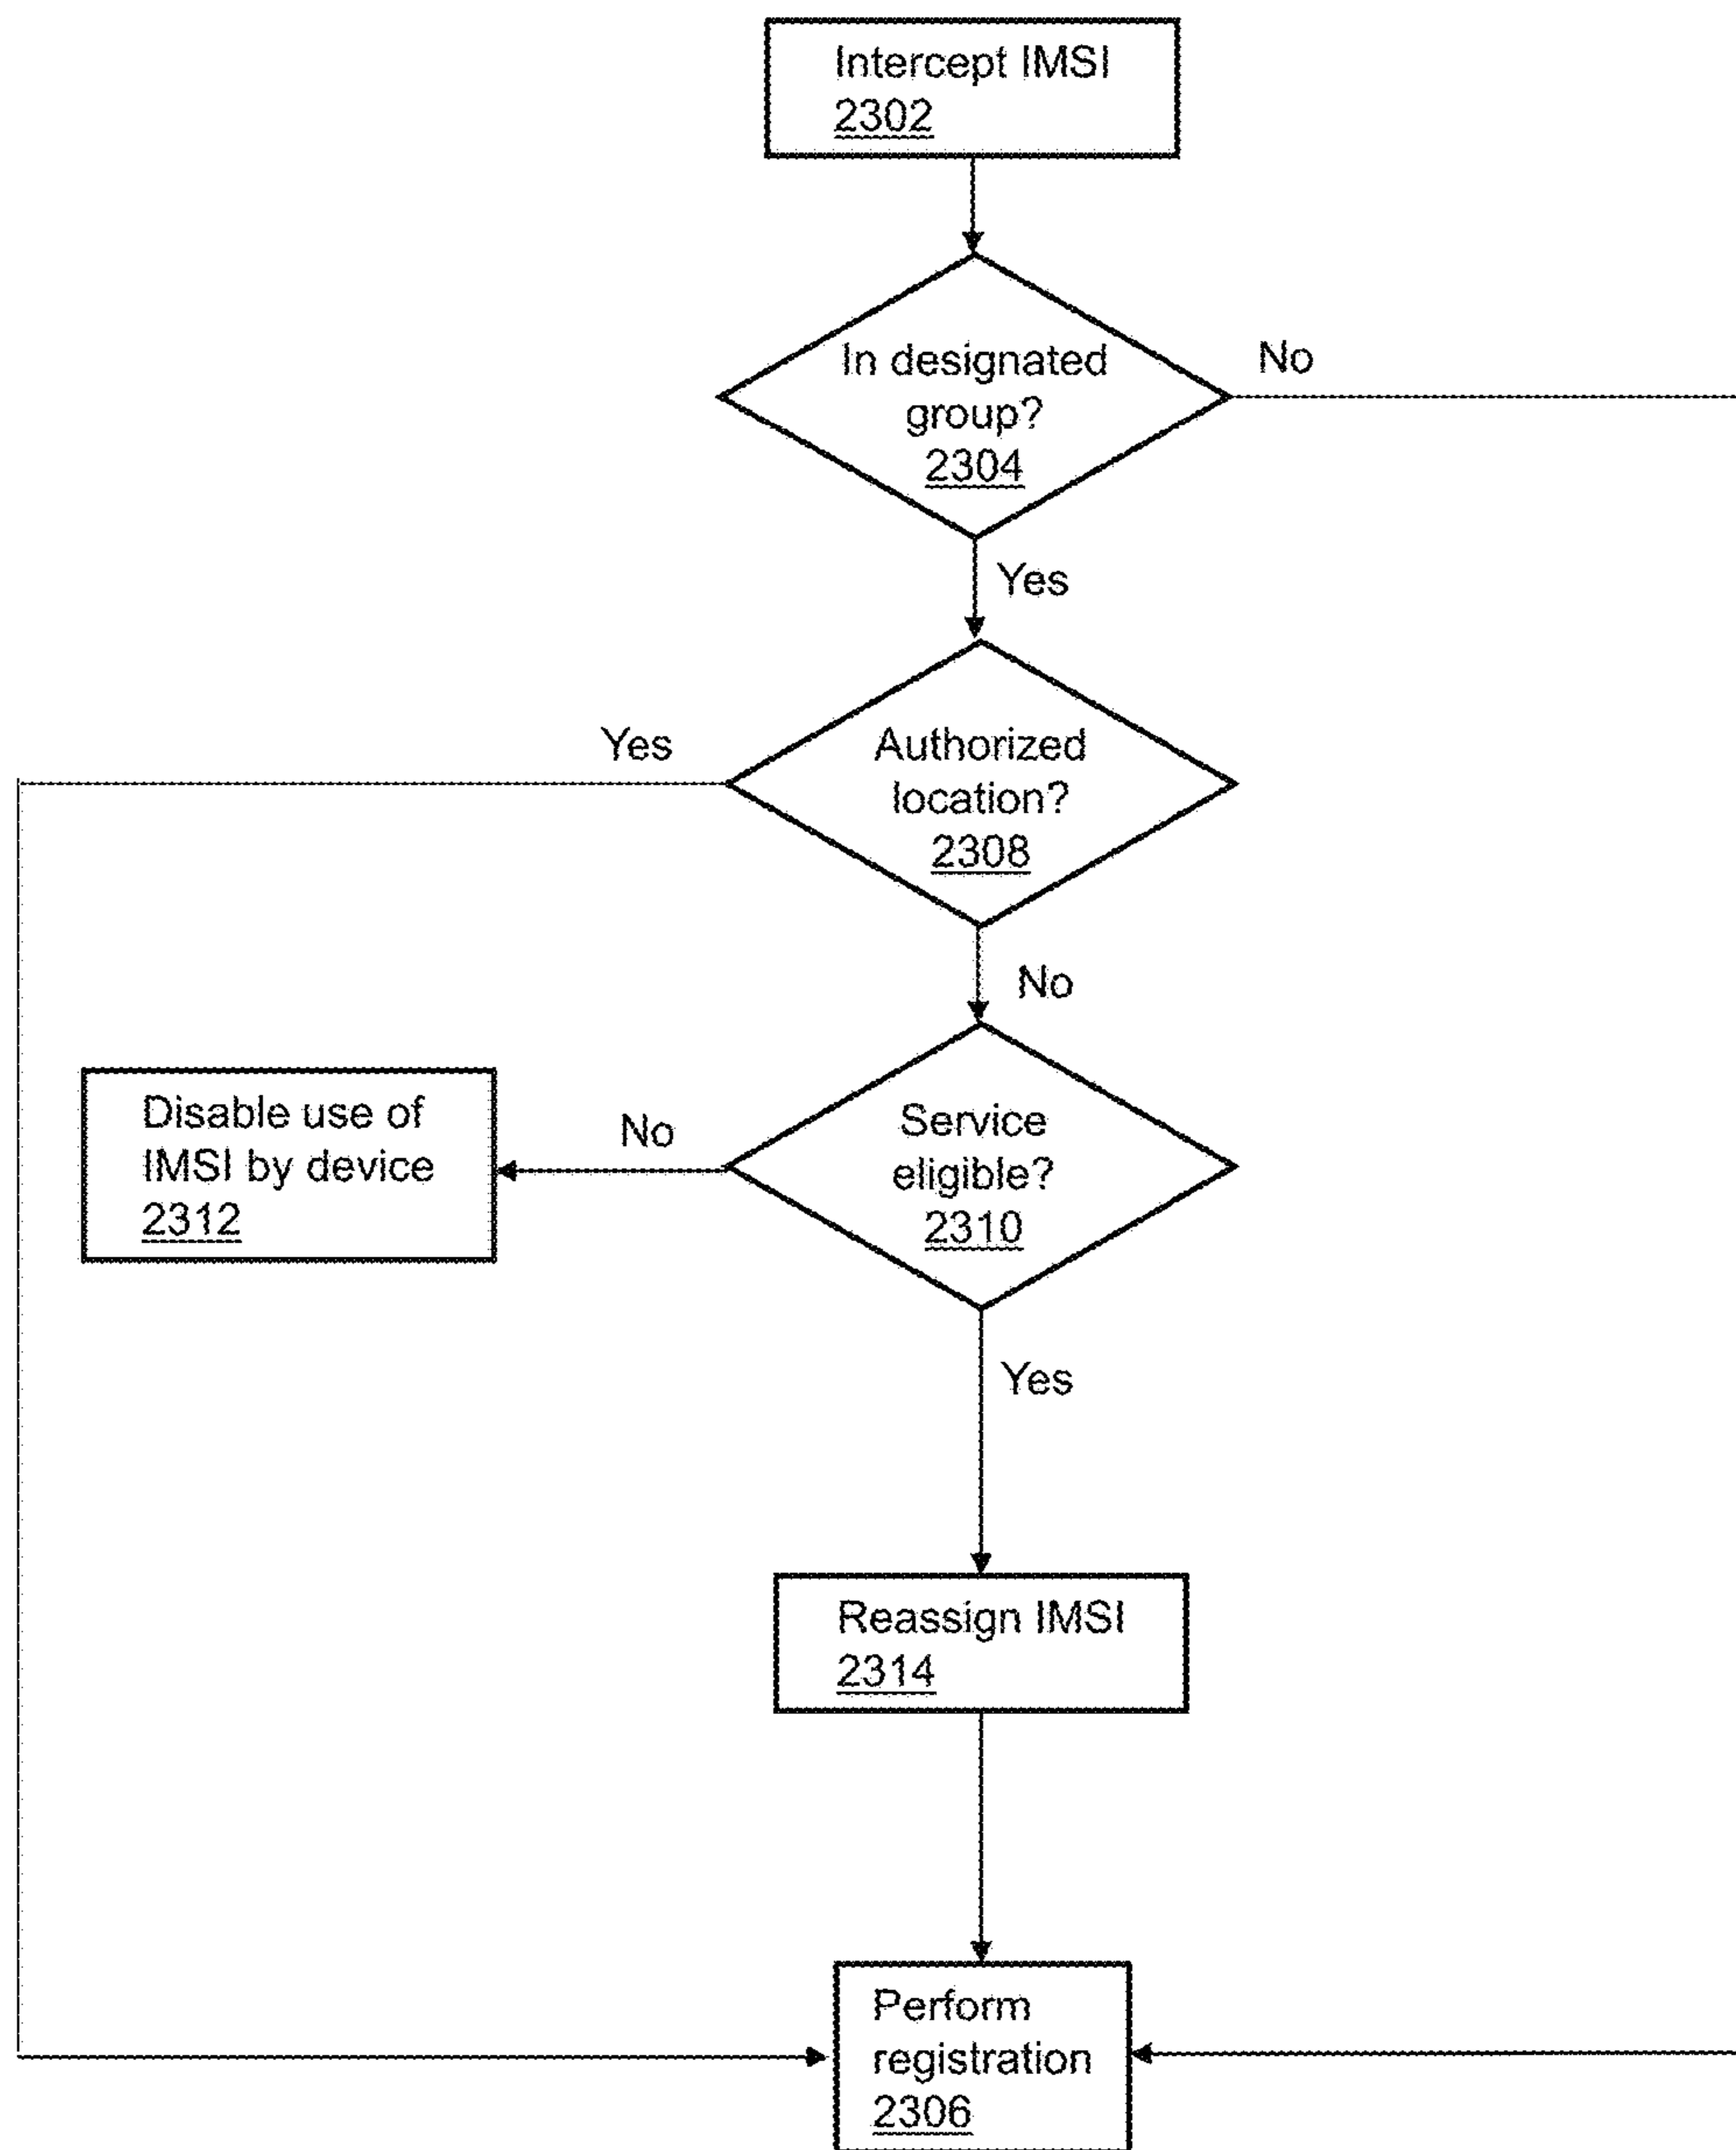 Intercept IMSI
2302
In designated
group?
2304
No
Yes
Authorized
location?
2308
Yes
No
Service
eligible?
2310
No
Disable use of
IMSI by device
2312
Yes
Reassign IMSI
2314
Perform
registration
2306